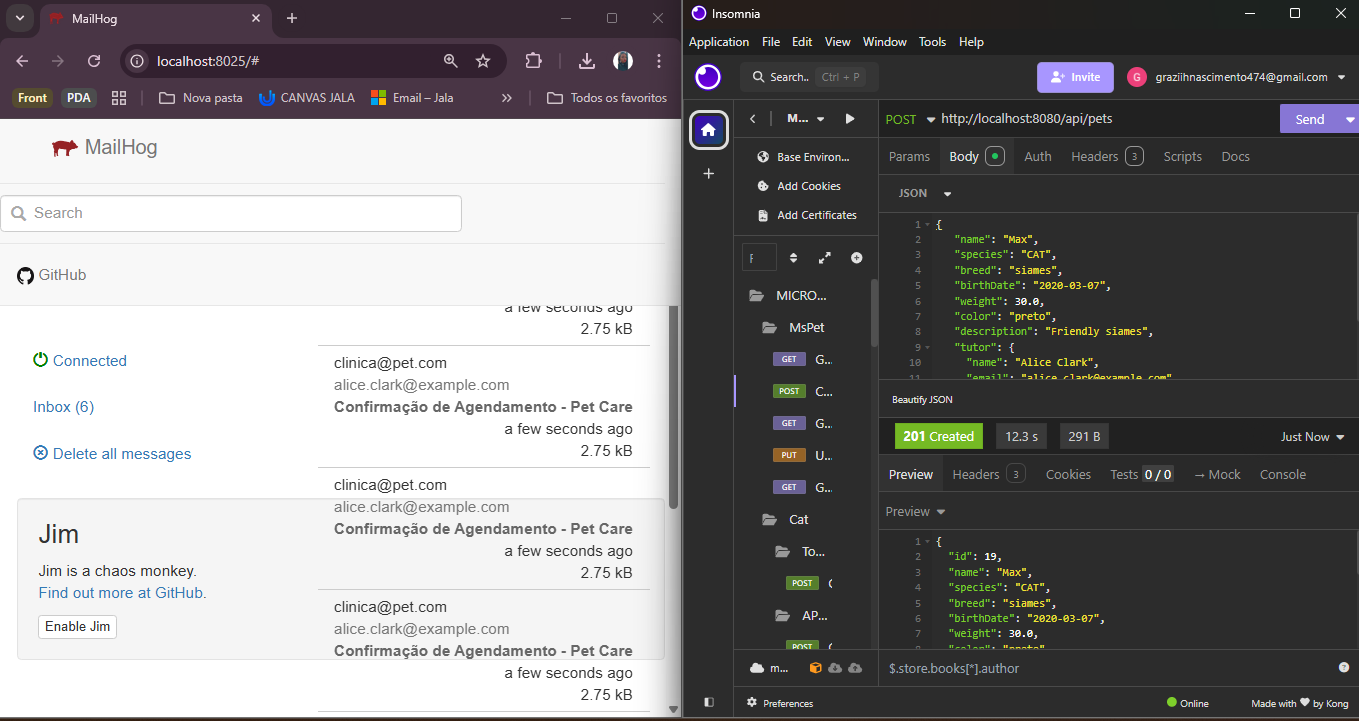 MailHog
localhost:8025/#
Front
PDA
Nova pasta
CANVAS JALA
Email – Jala
Todos os favoritos
MailHog
Search
GitHub
Connected
Inbox (6)
Delete all messages
Jim
Jim is a chaos monkey.
Find out more at GitHub.
Enable Jim
a few seconds ago
2.75 kB
clinica@pet.com
alice.clark@example.com
Confirmação de Agendamento - Pet Care
a few seconds ago
2.75 kB
clinica@pet.com
alice.clark@example.com
Confirmação de Agendamento - Pet Care
a few seconds ago
2.75 kB
clinica@pet.com
alice.clark@example.com
Confirmação de Agendamento - Pet Care
a few seconds ago
2.75 kB
Insomnia
Application File Edit View Window Tools Help
Search.. Ctrl + P
Invite
G
graziihnascimento474@gmail.com
M...
Base Environ...
Add Cookies
Add Certificates
F
MICRO...
MsPet
GET G...
POST C...
GET G...
PUT U...
GET G...
Cat
To...
POST
AP...
POST
m...
POST http://localhost:8080/api/pets
Send
Params Body Auth Headers 3 Scripts Docs
JSON
1 {
2 "name": "Max",
3 "species": "CAT",
4 "breed": "siames",
5 "birthDate": "2020-03-07",
6 "weight": 30.0,
7 "color": "preto",
8 "description": "Friendly siames",
9 "tutor": {
10 "name": "Alice Clark",
11 "email": "alice.clark@example.com"
Beautify JSON
201 Created 12.3 s 291 B Just Now
Preview Headers 3 Cookies Tests 0 / 0 → Mock Console
Preview
1 {
2 "id": 19,
3 "name": "Max",
4 "species": "CAT",
5 "breed": "siames",
6 "birthDate": "2020-03-07",
7 "weight": 30.0,
8 "color": "preto"
$.store.books[*].author
Preferences
Online
Made with ♥ by Kong